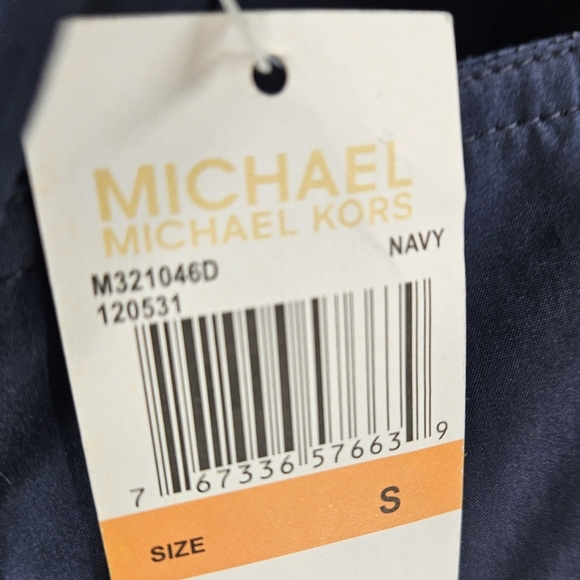 MICHAEL
MICHAEL KORS
M321046D NAVY
120531
7 67336 57663 9
SIZE S